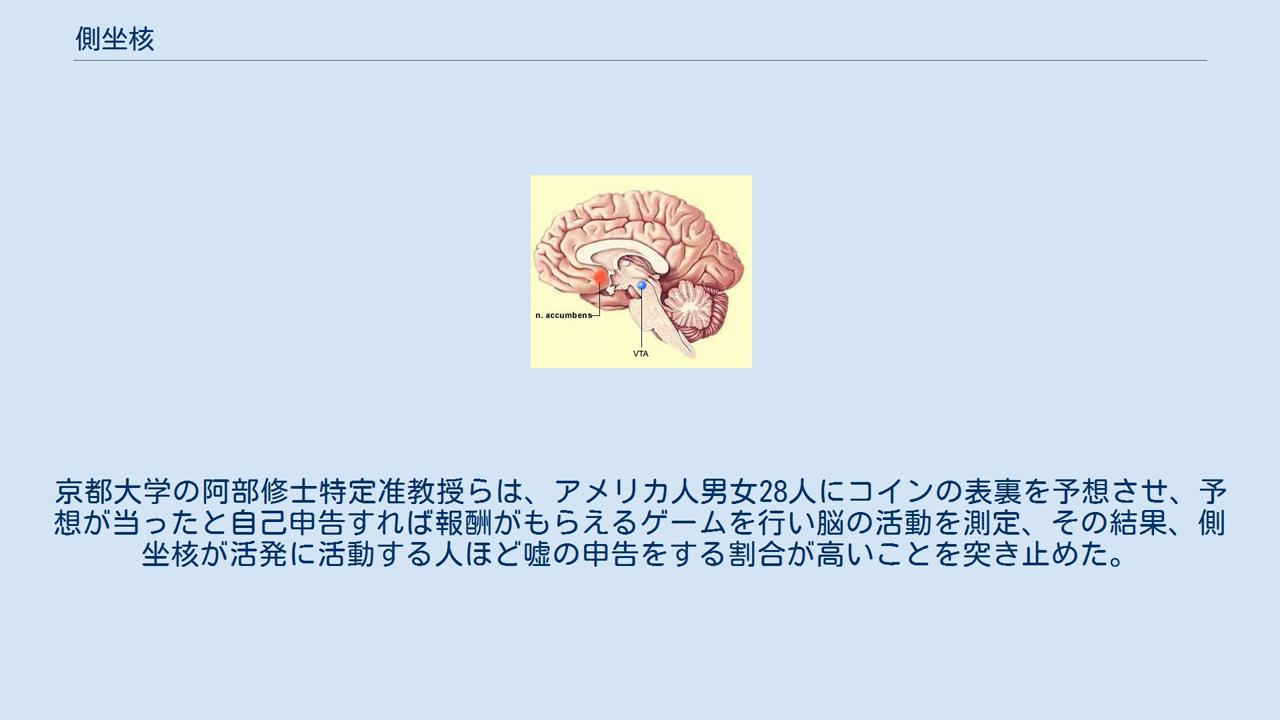 側坐核
n. accumbens
VTA
京都大学の阿部修士特定准教授らは、アメリカ人男女28人にコインの表裏を予想させ、予
想が当ったと自己申告すれば報酬がもらえるゲームを行い脳の活動を測定、その結果、側
坐核が活発に活動する人ほど嘘の申告をする割合が高いことを突き止めた。